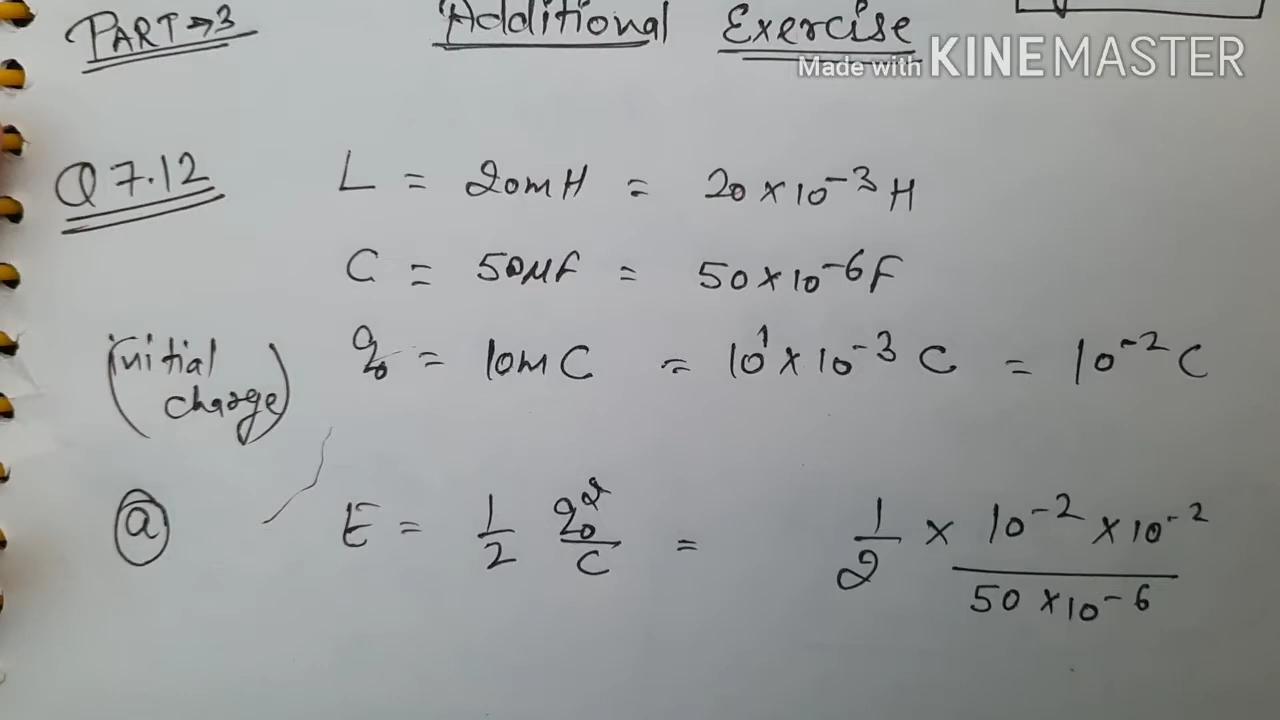 PART→3 Additional Exercise
Made with KINEMASTER
Q 7.12 L = 20mH = 20 × 10⁻³ H
C = 50μF = 50 × 10⁻⁶ F
(initial charge) q₀ = 10mC = 10¹ × 10⁻³ C = 10⁻² C
(a) E = 1/2 q₀²/C = 1/2 × 10⁻² × 10⁻² / 50 × 10⁻⁶